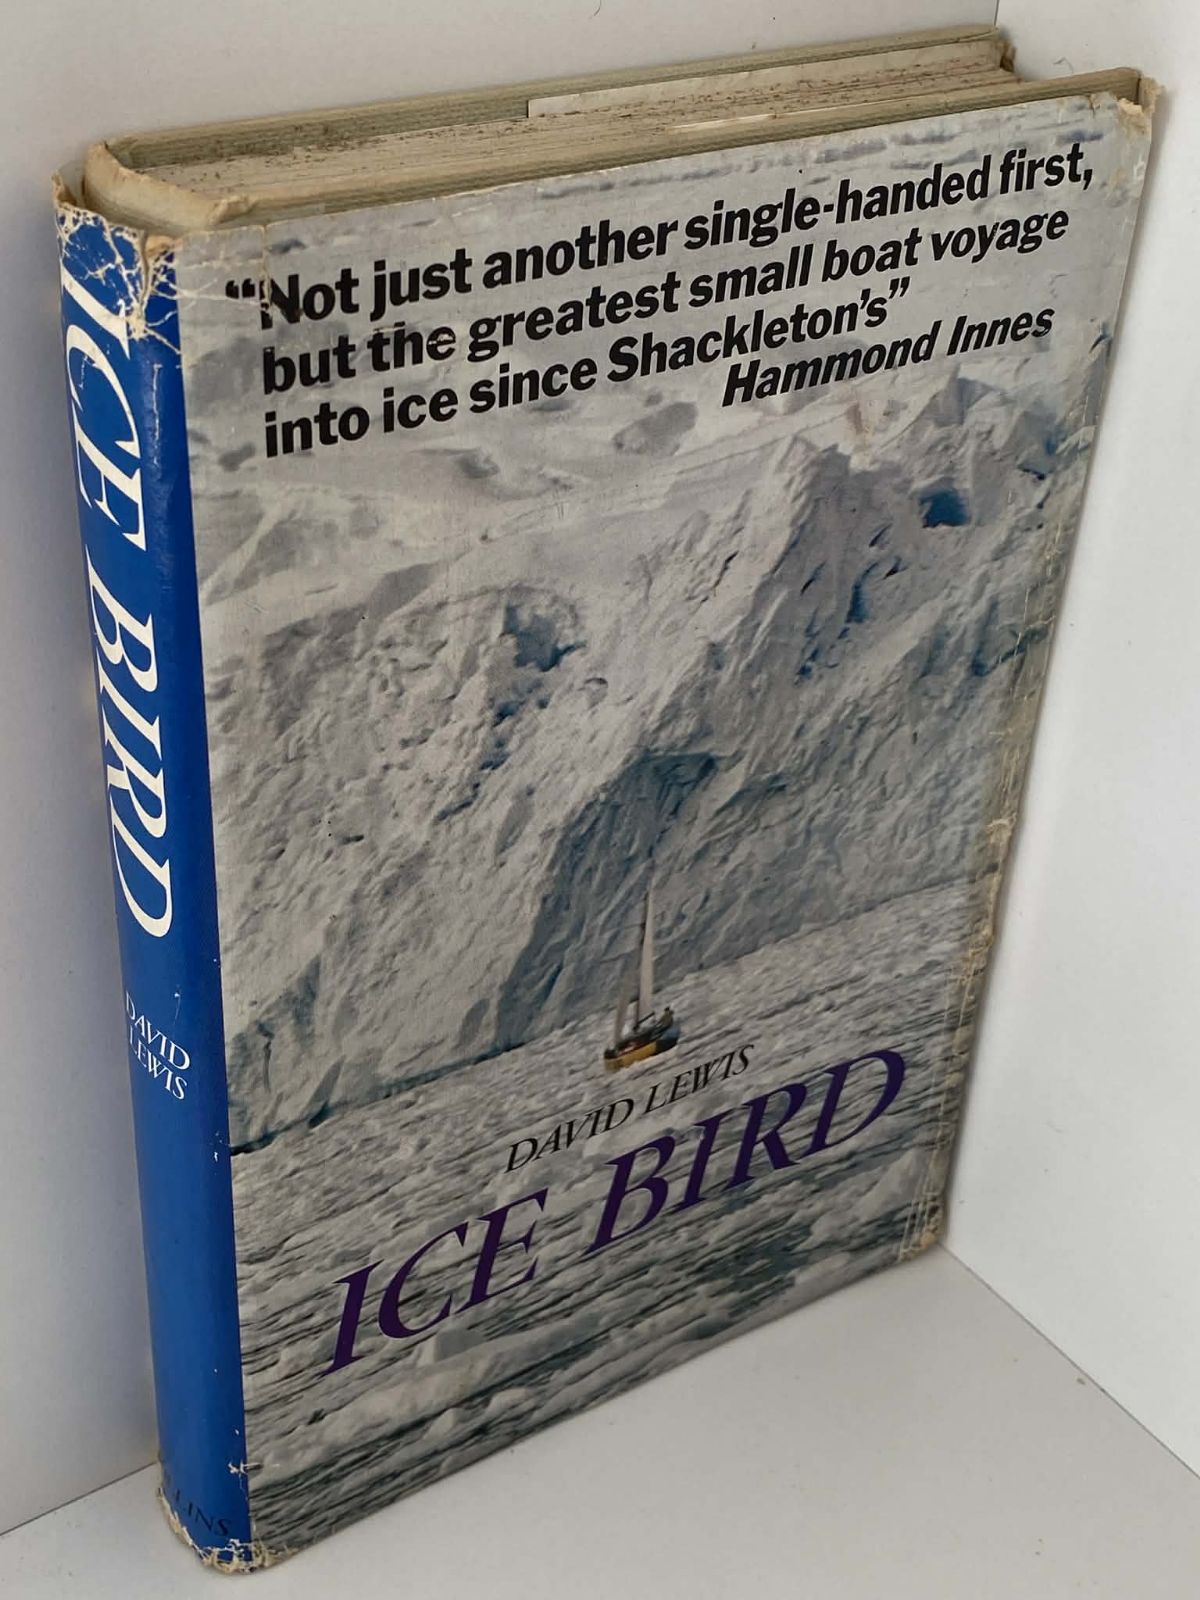 "Not just another single-handed first,
but the greatest small boat voyage
into ice since Shackleton's"
Hammond Innes
DAVID LEWIS
ICE BIRD
ICE BIRD
DAVID
LEWIS